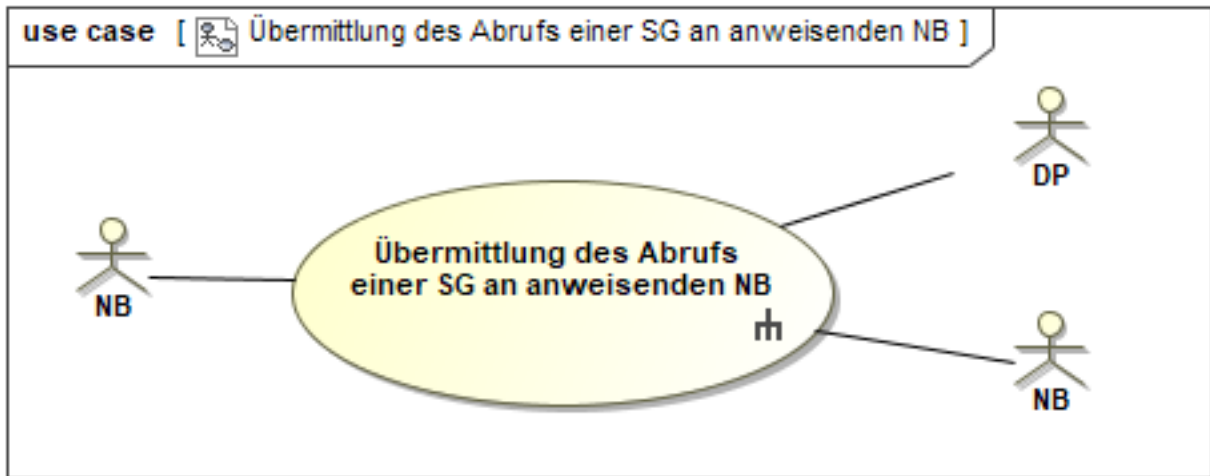 use case [ Übermittlung des Abrufs einer SG an anweisenden NB ]
DP
Übermittlung des Abrufs
einer SG an anweisenden NB
NB
NB